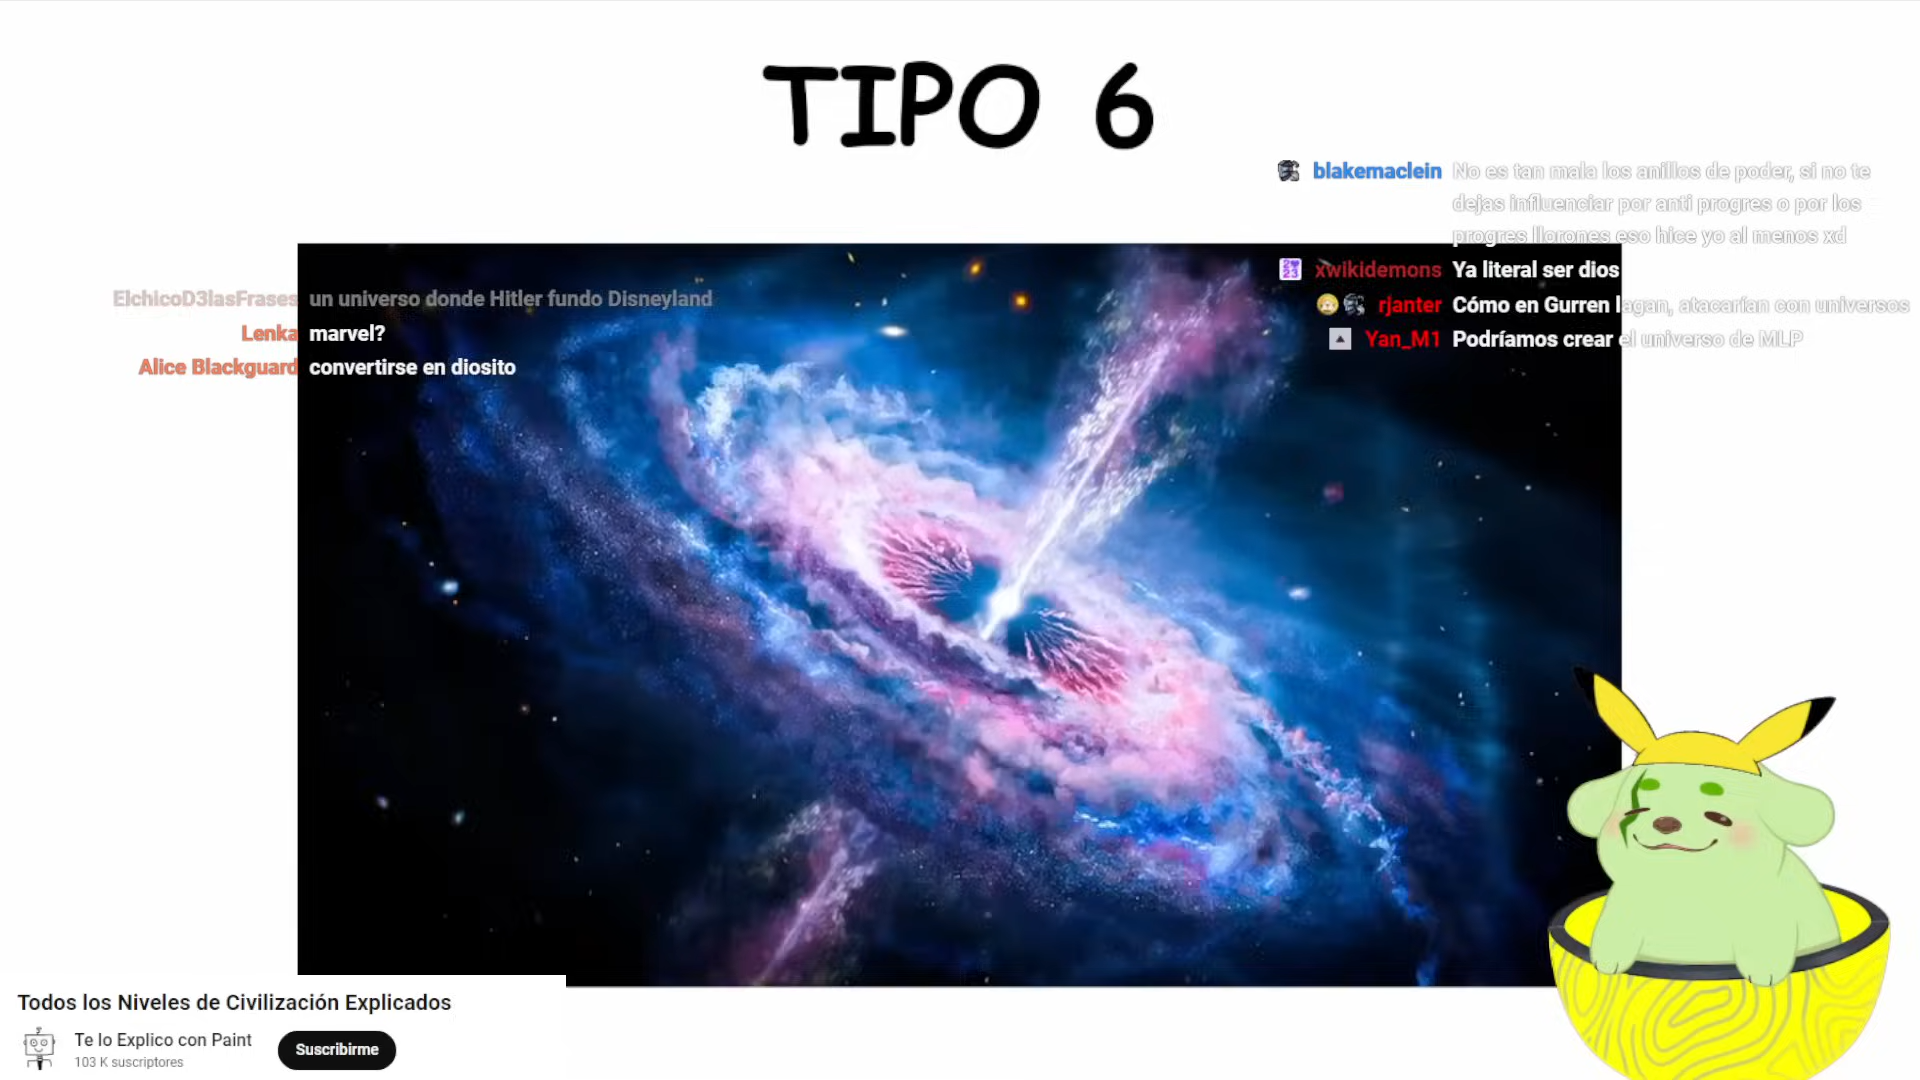 TIPO 6
blakemaclein No es tan mala los anillos de poder, si no te
dejas influenciar por anti progres o por los
progres llorones eso hice yo al menos xd
xwikidemons Ya literal ser dios
rjanter Cómo en Gurren lagan, atacarían con universos
Yan_M1 Podríamos crear el universo de MLP
ElchicoD3lasFrases un universo donde Hitler fundo Disneyland
Lenka marvel?
Alice Blackguard convertirse en diosito
Todos los Niveles de Civilización Explicados
Te lo Explico con Paint
103 K suscriptores
Suscribirme